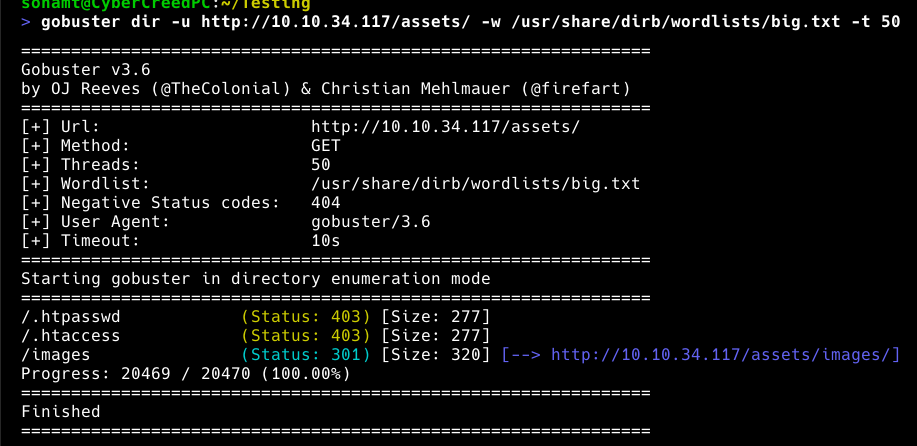 sohamt@CyberCreedPC:~/Testing
> gobuster dir -u http://10.10.34.117/assets/ -w /usr/share/dirb/wordlists/big.txt -t 50
===============================================================
Gobuster v3.6
by OJ Reeves (@TheColonial) & Christian Mehlmauer (@firefart)
===============================================================
[+] Url:                     http://10.10.34.117/assets/
[+] Method:                  GET
[+] Threads:                 50
[+] Wordlist:                /usr/share/dirb/wordlists/big.txt
[+] Negative Status codes:   404
[+] User Agent:              gobuster/3.6
[+] Timeout:                 10s
===============================================================
Starting gobuster in directory enumeration mode
===============================================================
/.htpasswd            (Status: 403) [Size: 277]
/.htaccess            (Status: 403) [Size: 277]
/images               (Status: 301) [Size: 320] [--> http://10.10.34.117/assets/images/]
Progress: 20469 / 20470 (100.00%)
===============================================================
Finished
===============================================================